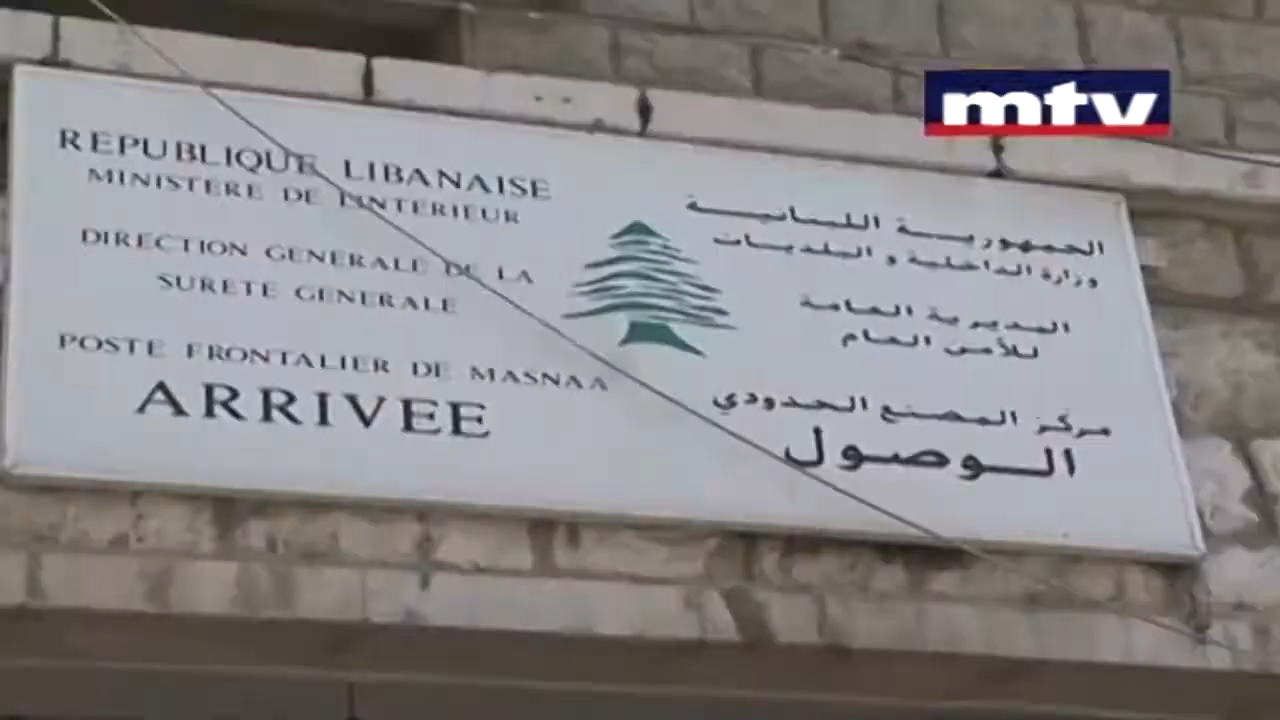 mtv
REPUBLIQUE LIBANAISE
MINISTERE DE L'INTERIEUR
DIRECTION GENERALE DE LA
SURETE GENERALE
POSTE FRONTALIER DE MASNAA
ARRIVEE
الجمهورية اللبنانية
وزارة الداخلية و البلديات
المديرية العامة
للأمن العام
مركز المصنع الحدودي
الوصول